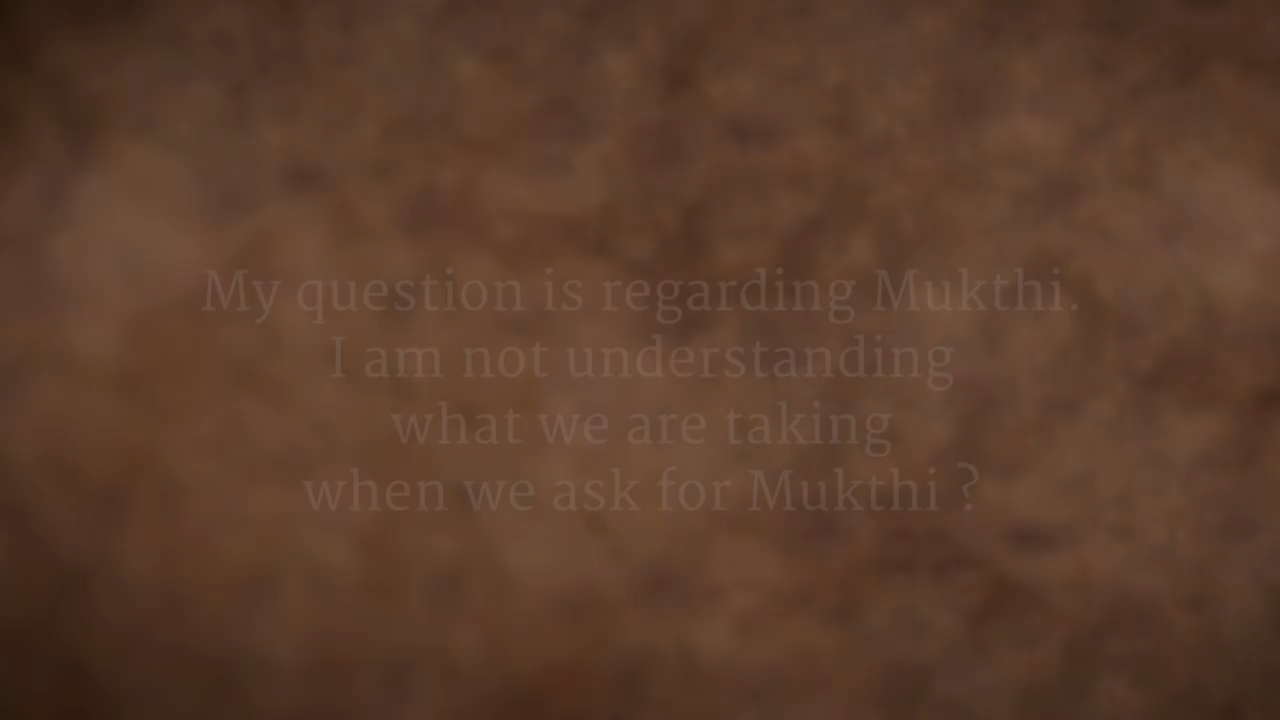 My question is regarding Mukthi.
I am not understanding
what we are taking
when we ask for Mukthi ?